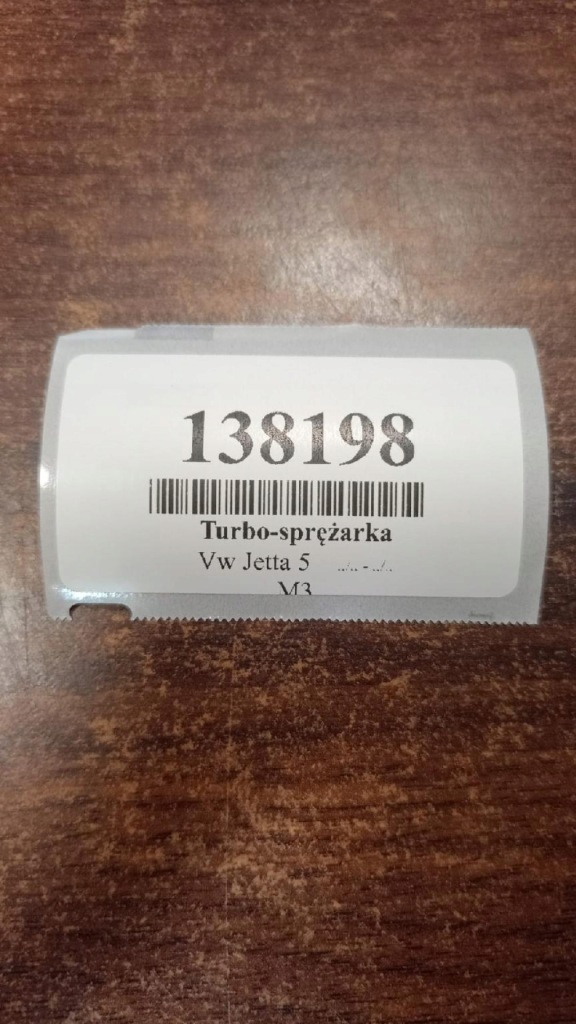 138198
Turbo-sprężarka
Vw Jetta 5 ../.. - ../..
M3